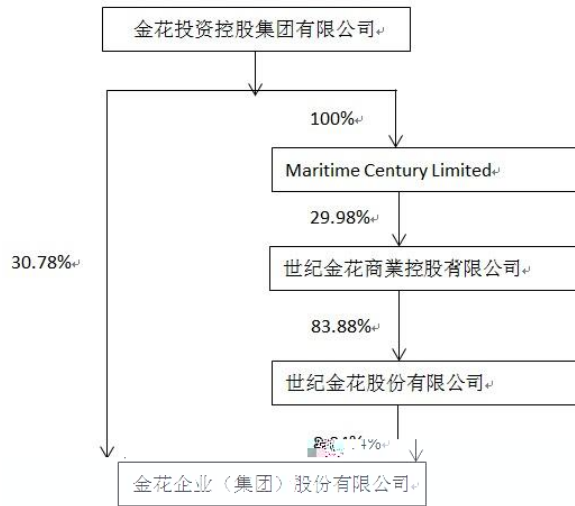 金花投资控股集团有限公司
100%
Maritime Century Limited
29.98%
30.78%
世纪金花商業控股有限公司
83.88%
世纪金花股份有限公司
金花企业（集团）股份有限公司